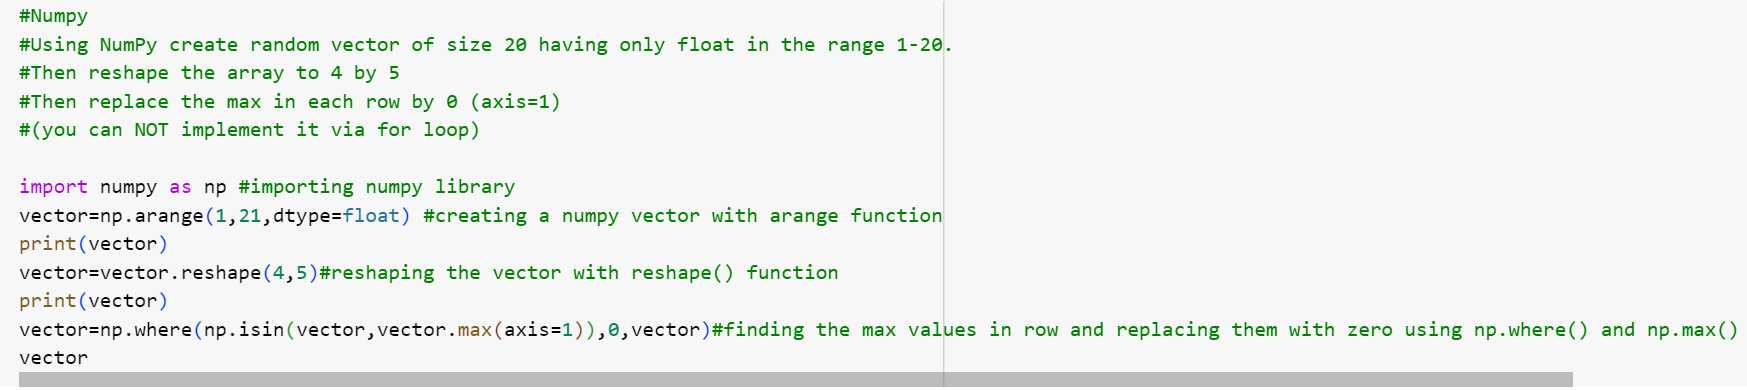 #Numpy
#Using NumPy create random vector of size 20 having only float in the range 1-20.
#Then reshape the array to 4 by 5
#Then replace the max in each row by 0 (axis=1)
#(you can NOT implement it via for loop)
import numpy as np #importing numpy library
vector=np.arange(1,21,dtype=float) #creating a numpy vector with arange function
print(vector)
vector=vector.reshape(4,5)#reshaping the vector with reshape() function
print(vector)
vector=np.where(np.isin(vector,vector.max(axis=1)),0,vector)#finding the max values in row and replacing them with zero using np.where() and np.max()
vector